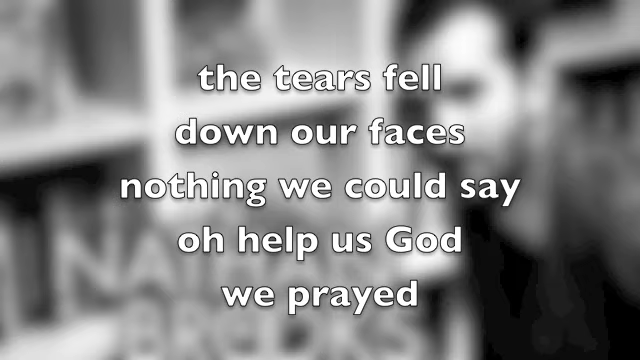 the tears fell
down our faces
nothing we could say
oh help us God
we prayed